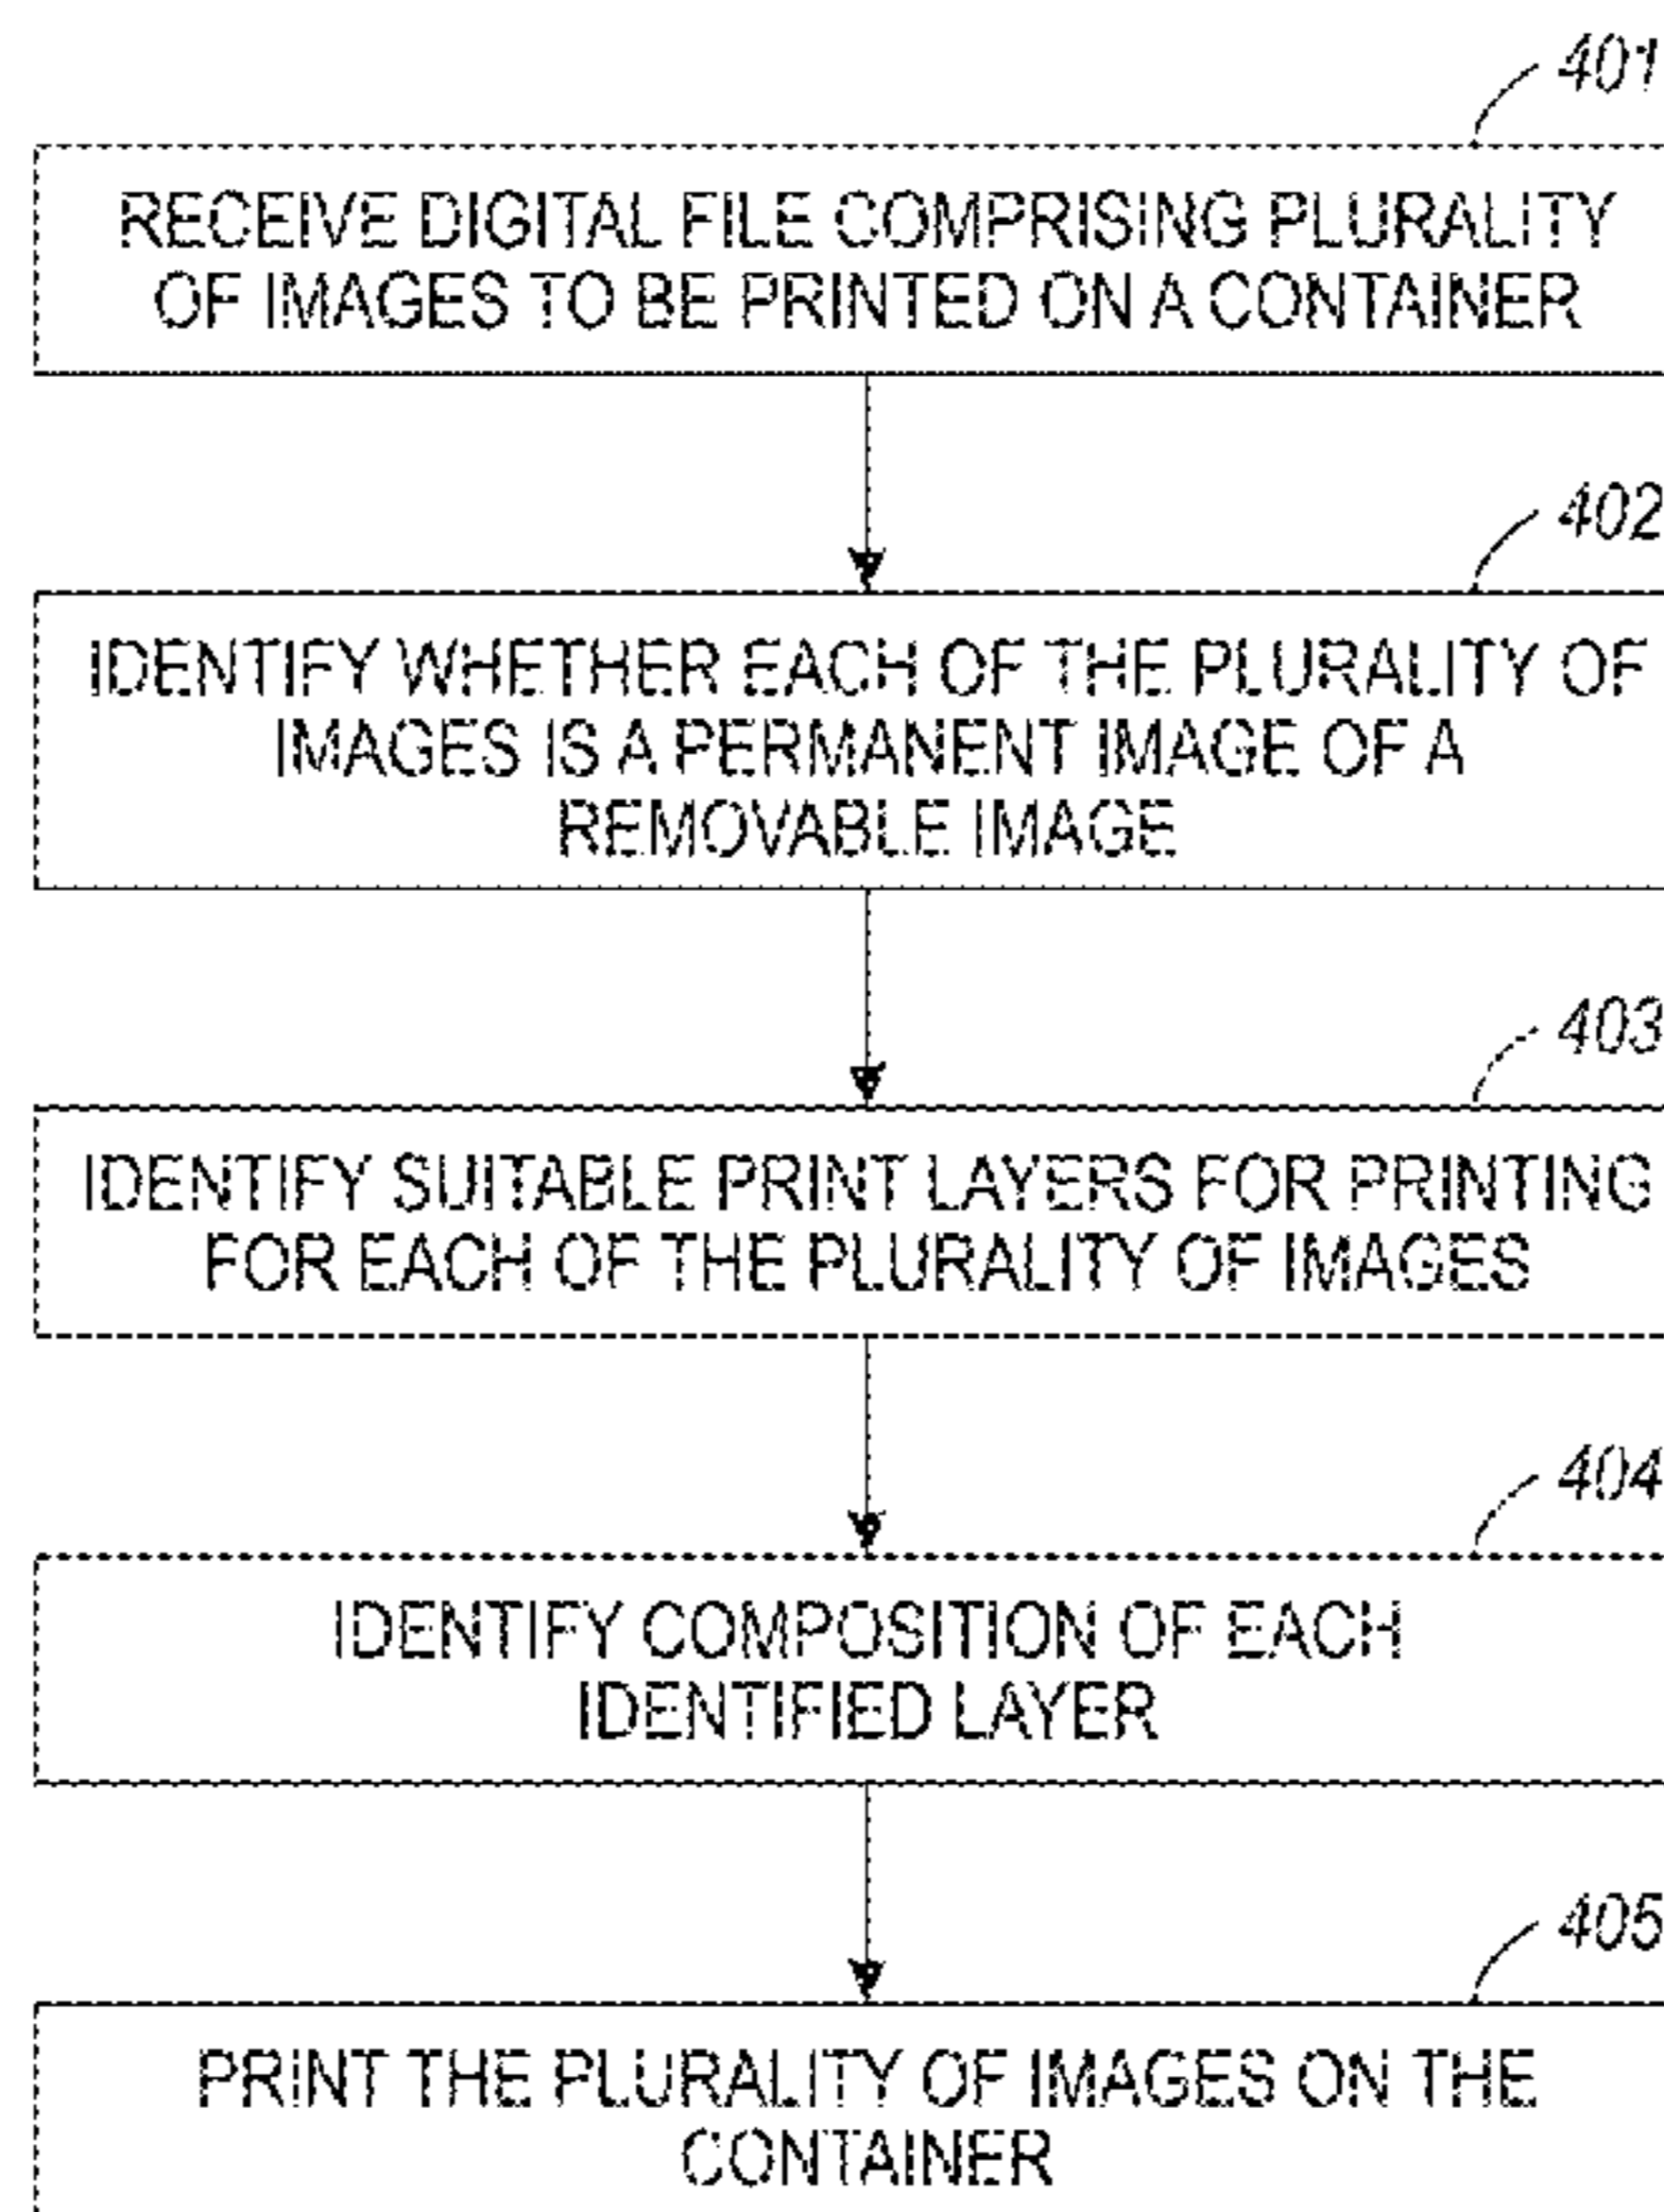 401
RECEIVE DIGITAL FILE COMPRISING PLURALITY
OF IMAGES TO BE PRINTED ON A CONTAINER
402
IDENTIFY WHETHER EACH OF THE PLURALITY OF
IMAGES IS A PERMANENT IMAGE OF A
REMOVABLE IMAGE
403
IDENTIFY SUITABLE PRINT LAYERS FOR PRINTING
FOR EACH OF THE PLURALITY OF IMAGES
404
IDENTIFY COMPOSITION OF EACH
IDENTIFIED LAYER
405
PRINT THE PLURALITY OF IMAGES ON THE
CONTAINER